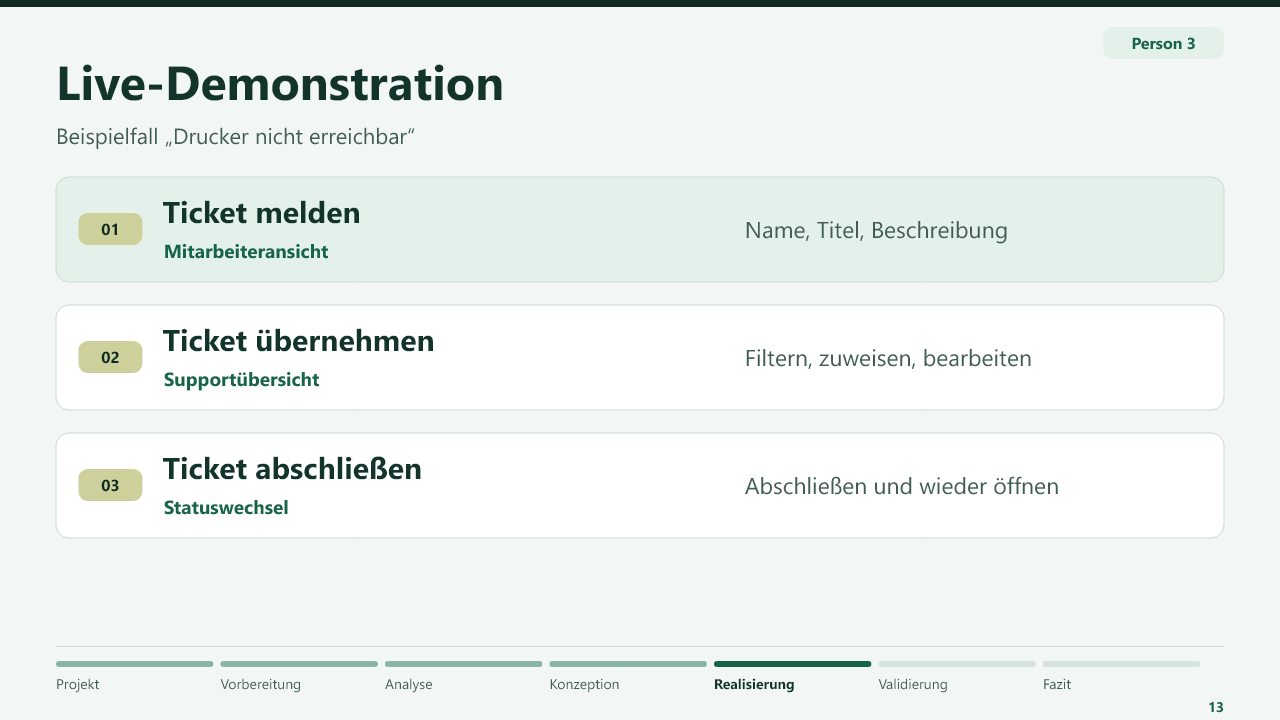 Person 3
Live-Demonstration
Beispielfall „Drucker nicht erreichbar“
01
Ticket melden
Mitarbeiteransicht
Name, Titel, Beschreibung
02
Ticket übernehmen
Supportübersicht
Filtern, zuweisen, bearbeiten
03
Ticket abschließen
Statuswechsel
Abschließen und wieder öffnen
Projekt
Vorbereitung
Analyse
Konzeption
Realisierung
Validierung
Fazit
13